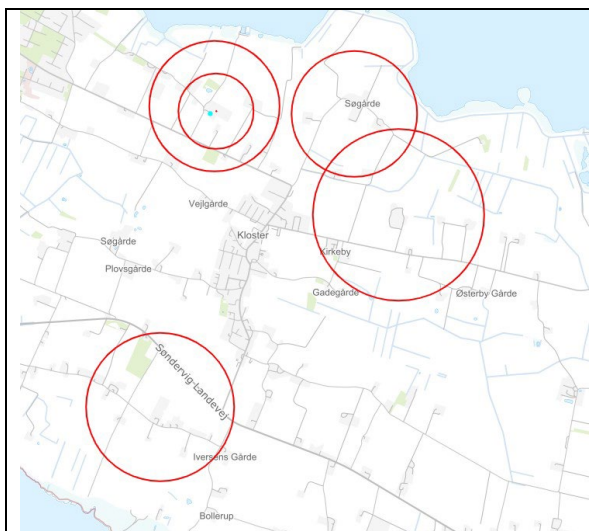 Søgårde
Vejlgårde
Kloster
Søgårde
Kirkeby
Plovsgårde
Gadegårde
Østerby Gårde
Søndervig Landevej
Iversens Gårde
Bollerup